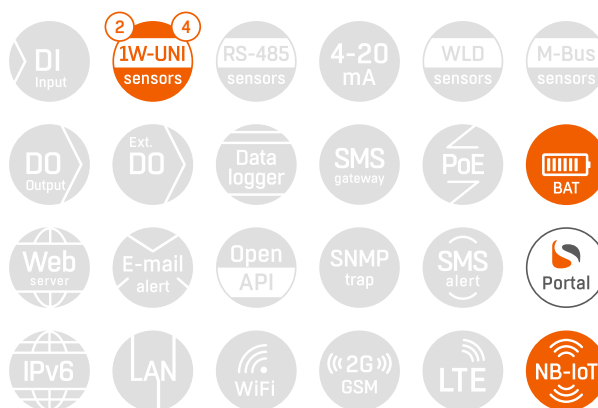 2 4
DI
Input
1W-UNI
sensors
RS-485
sensors
4-20
mA
WLD
sensors
M-Bus
sensors
DO
Output
Ext.
DO
Data
logger
SMS
gateway
PoE
BAT
Web
server
E-mail
alert
Open
API
SNMP
trap
SMS
alert
Portal
IPv6
LAN
WiFi
2G
GSM
LTE
NB-IoT